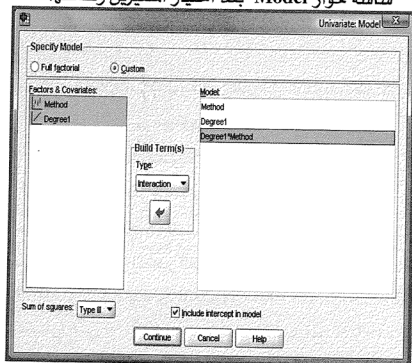 Model
Univariate: Model
Specify Model
Full factorial
Custom
Factors & Covariates:
Method
Degree1
Build Term(s)
Type:
Interaction
Model:
Method
Degree1
Degree1*Method
Sum of squares: Type III
Include intercept in model
Continue Cancel Help